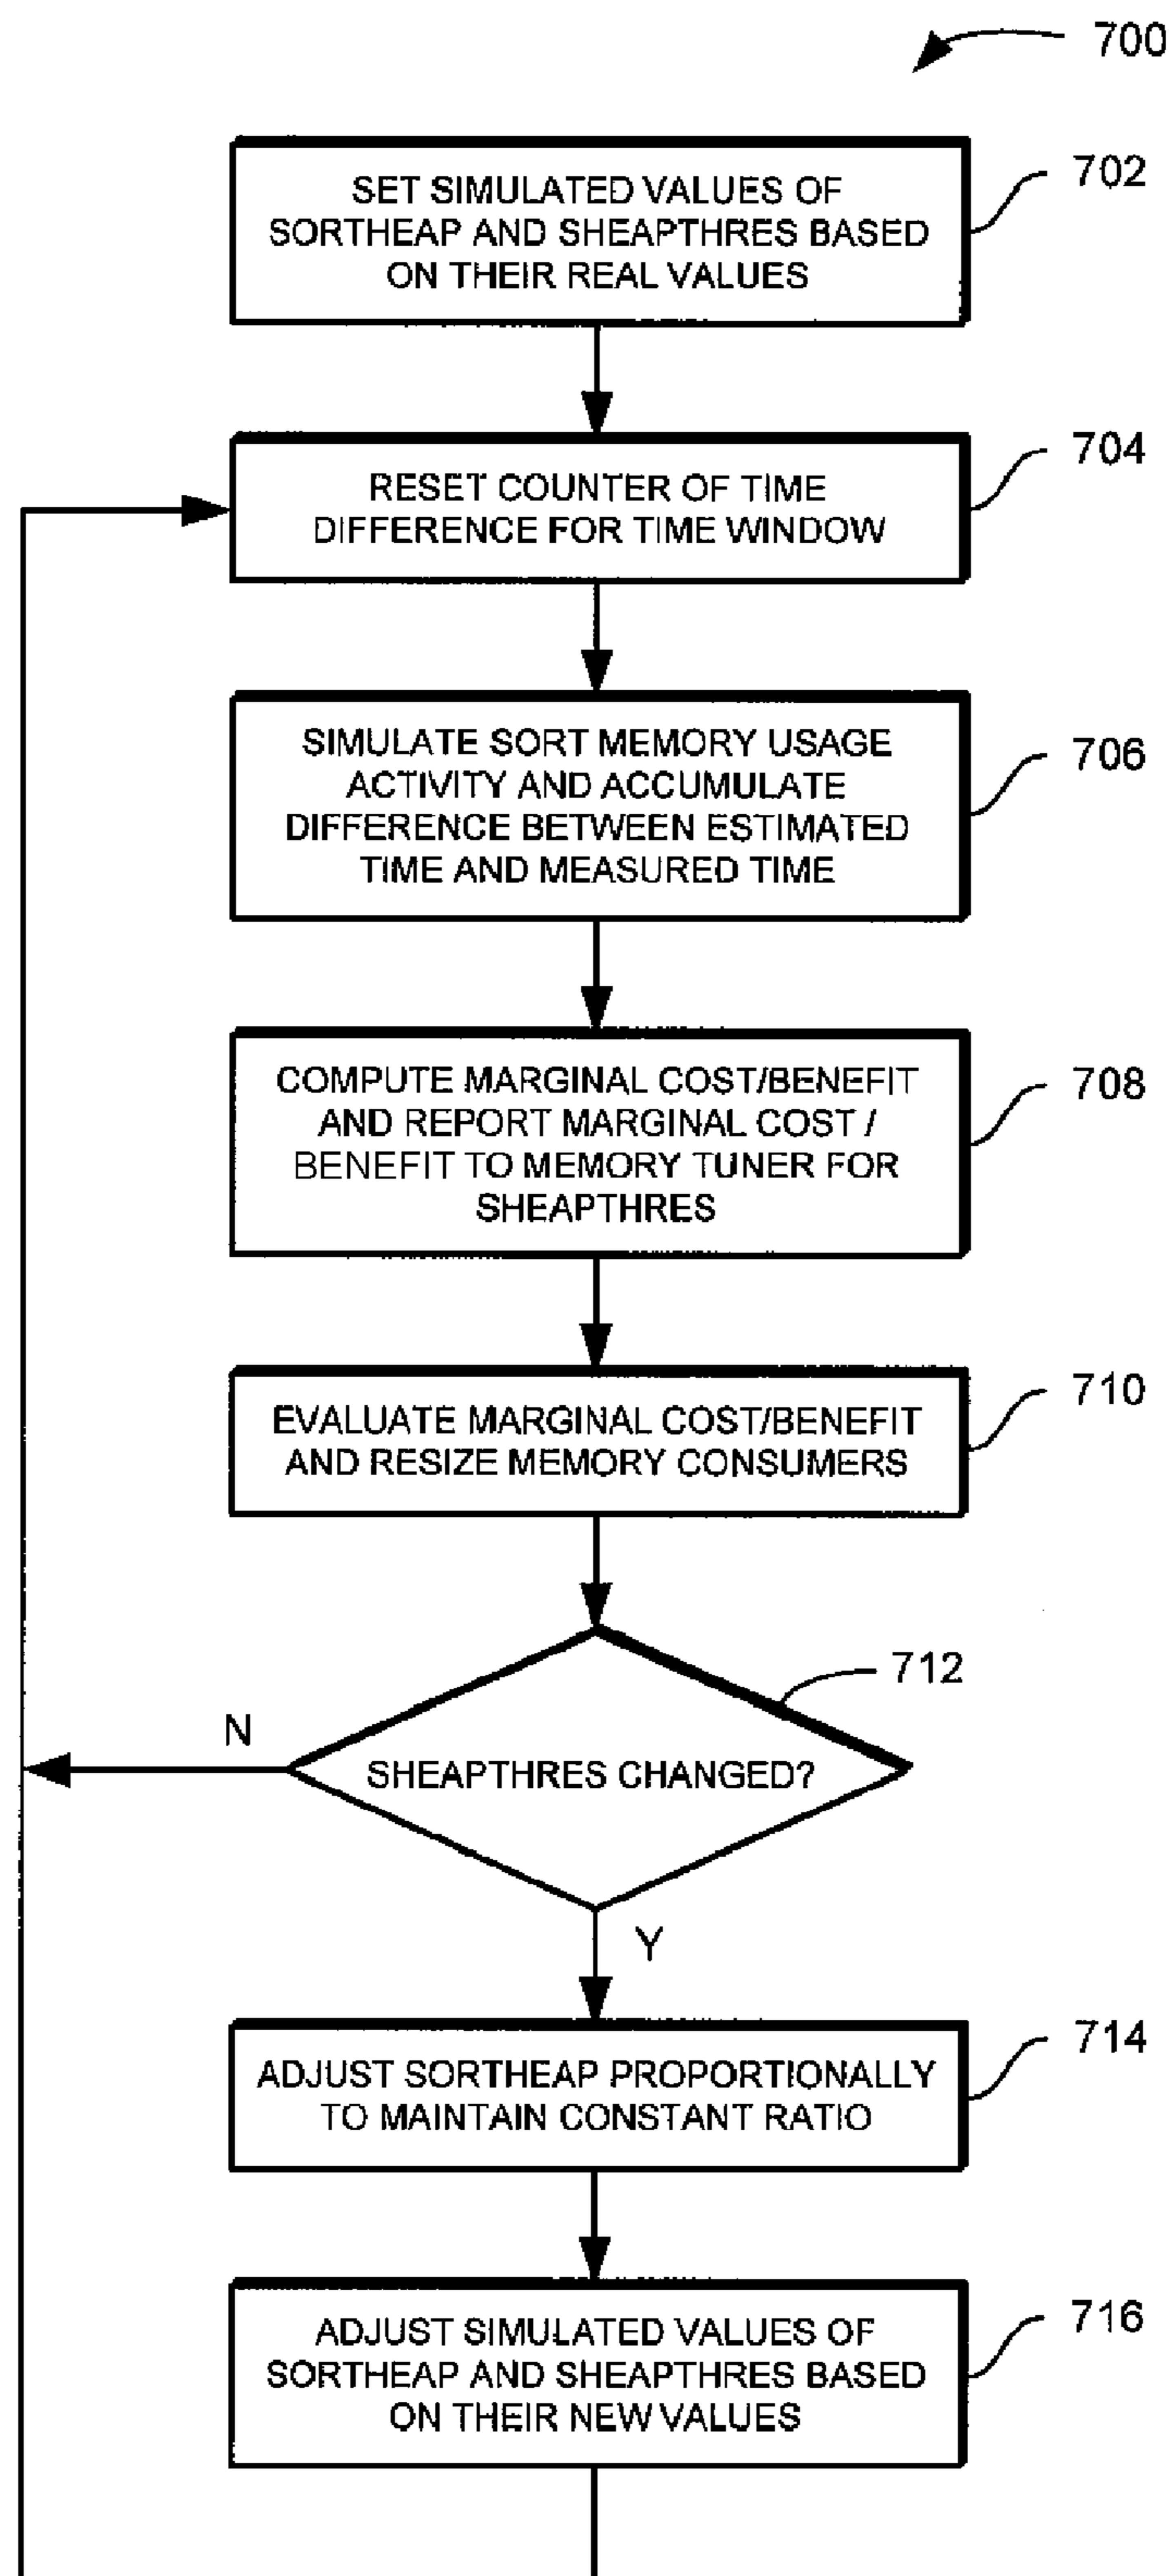 700
702
SET SIMULATED VALUES OF
SORTHEAP AND SHEAPTHRES BASED
ON THEIR REAL VALUES
704
RESET COUNTER OF TIME
DIFFERENCE FOR TIME WINDOW
706
SIMULATE SORT MEMORY USAGE
ACTIVITY AND ACCUMULATE
DIFFERENCE BETWEEN ESTIMATED
TIME AND MEASURED TIME
708
COMPUTE MARGINAL COST/BENEFIT
AND REPORT MARGINAL COST /
BENEFIT TO MEMORY TUNER FOR
SHEAPTHRES
710
EVALUATE MARGINAL COST/BENEFIT
AND RESIZE MEMORY CONSUMERS
712
N
SHEAPTHRES CHANGED?
Y
714
ADJUST SORTHEAP PROPORTIONALLY
TO MAINTAIN CONSTANT RATIO
716
ADJUST SIMULATED VALUES OF
SORTHEAP AND SHEAPTHRES BASED
ON THEIR NEW VALUES